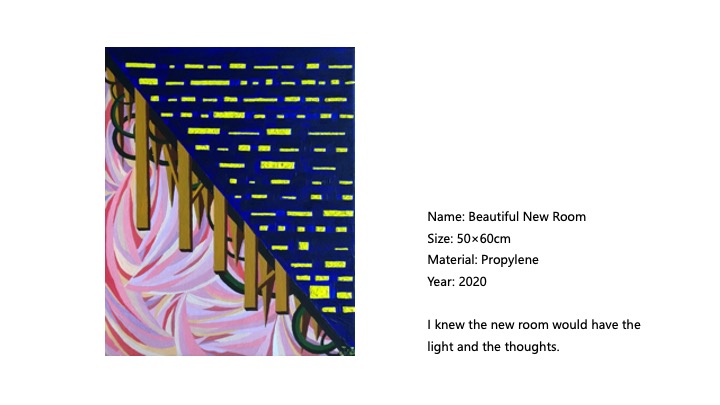 Name: Beautiful New Room
Size: 50×60cm
Material: Propylene
Year: 2020
I knew the new room would have the
light and the thoughts.